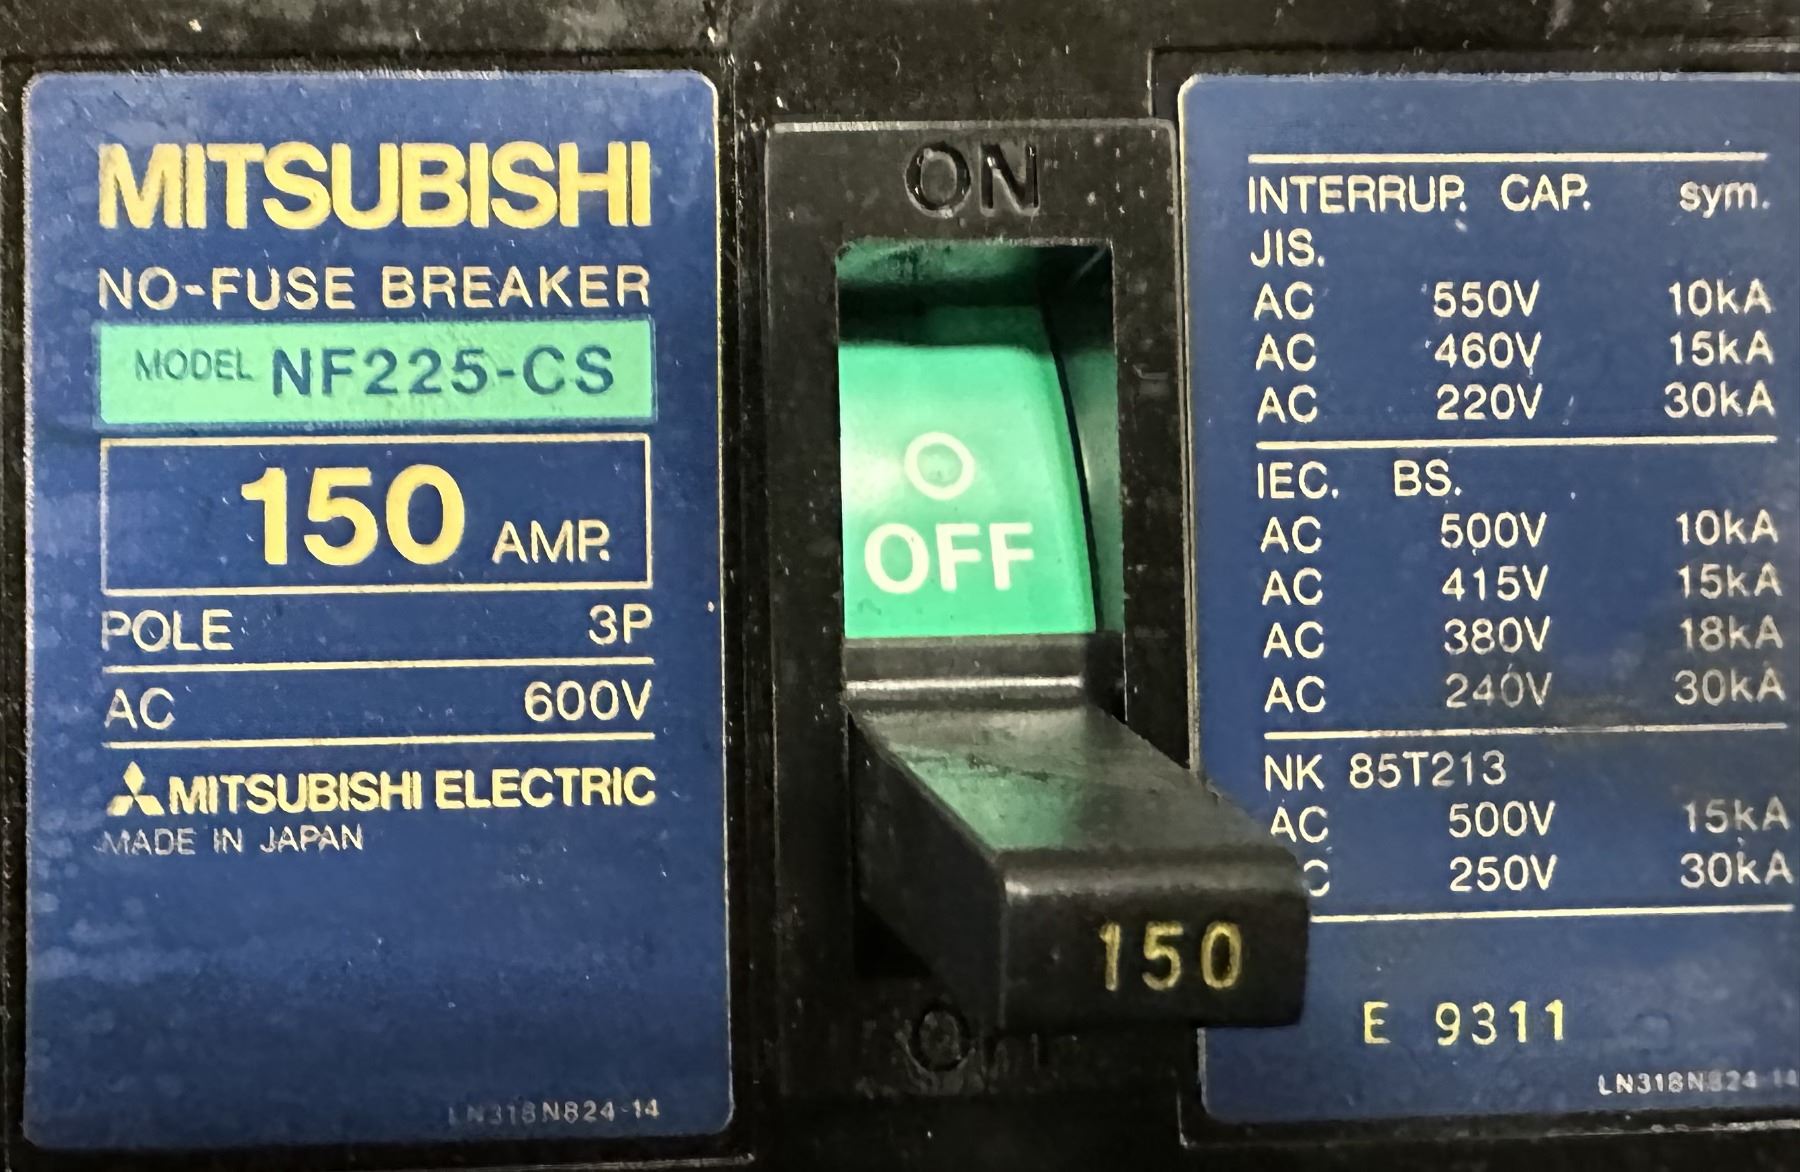 MITSUBISHI
NO-FUSE BREAKER
MODEL NF225-CS
150 AMP.
POLE 3P
AC 600V
MITSUBISHI ELECTRIC
MADE IN JAPAN
LN318N824-14
ON
OFF
150
INTERRUP. CAP. sym.
JIS.
AC 550V 10kA
AC 460V 15kA
AC 220V 30kA
IEC. BS.
AC 500V 10kA
AC 415V 15kA
AC 380V 18kA
AC 240V 30kA
NK 85T213
AC 500V 15kA
250V 30kA
E 9311
LN318N824-14